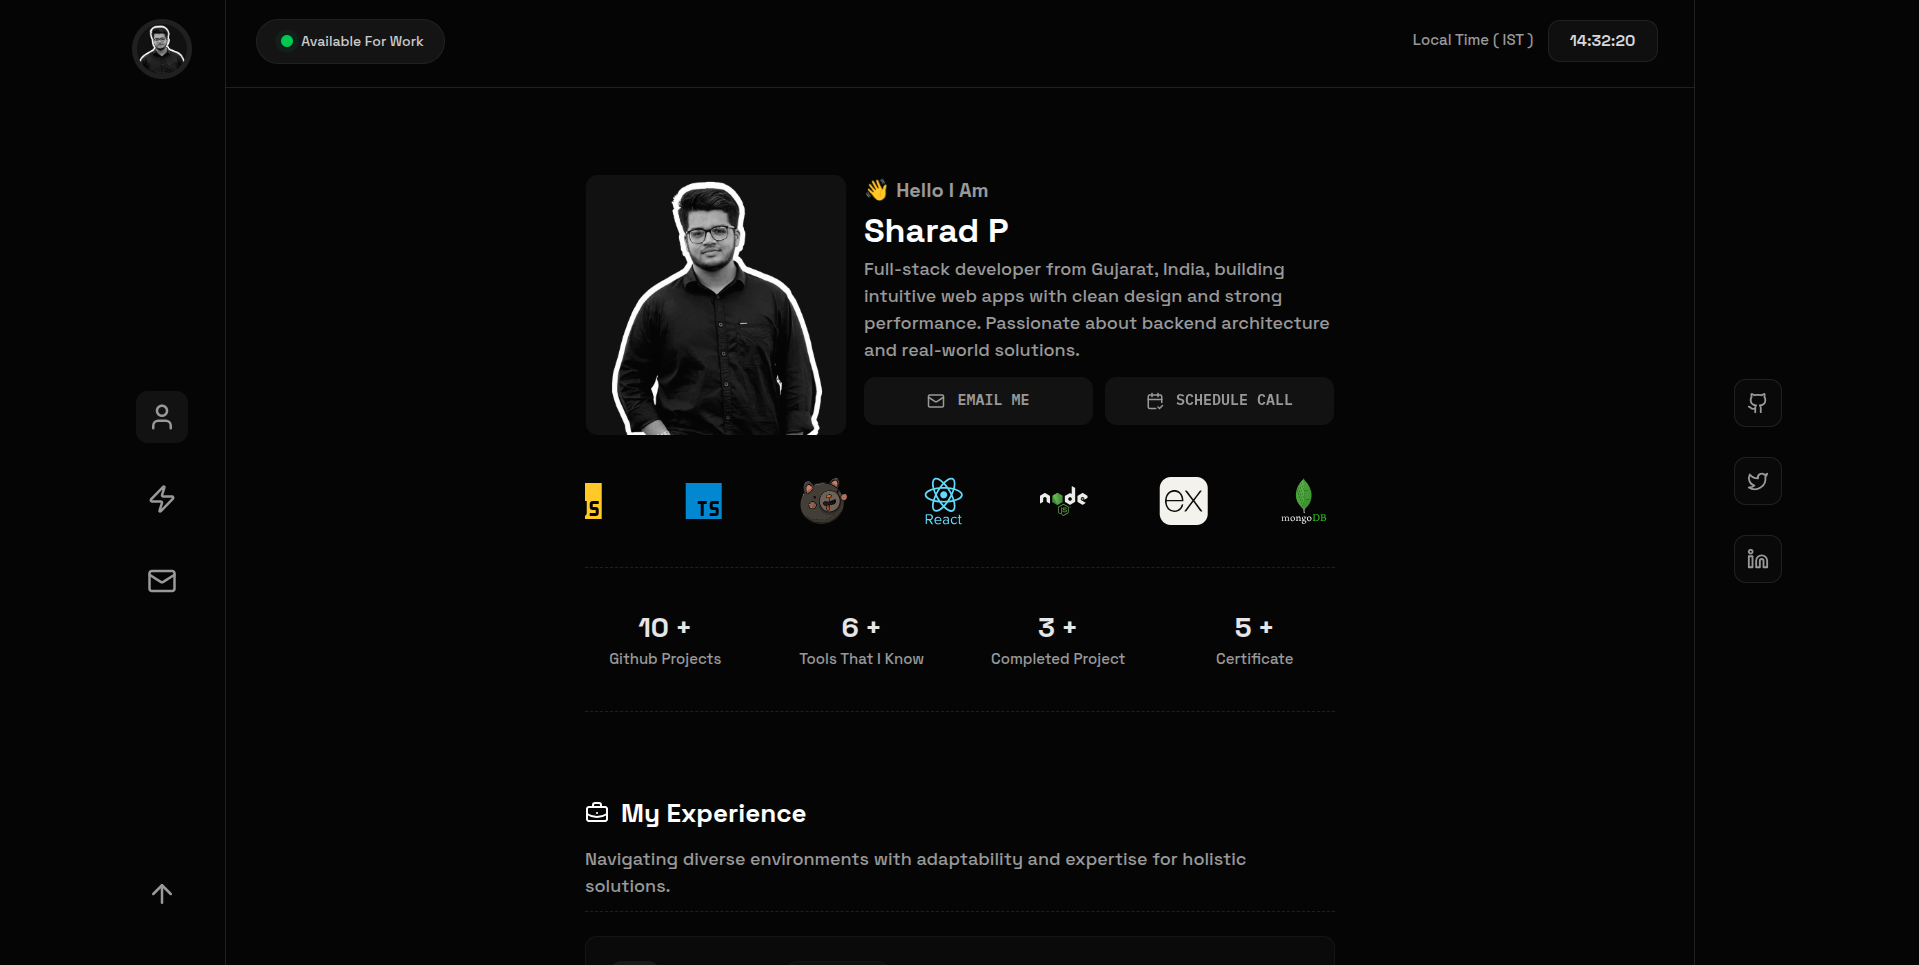 Available For Work
Local Time ( IST )
14:32:20
👋 Hello I Am
Sharad P
Full-stack developer from Gujarat, India, building
intuitive web apps with clean design and strong
performance. Passionate about backend architecture
and real-world solutions.
EMAIL ME
SCHEDULE CALL
TS
React
node
JS
ex
mongoDB
10 +
Github Projects
6 +
Tools That I Know
3 +
Completed Project
5 +
Certificate
My Experience
Navigating diverse environments with adaptability and expertise for holistic
solutions.